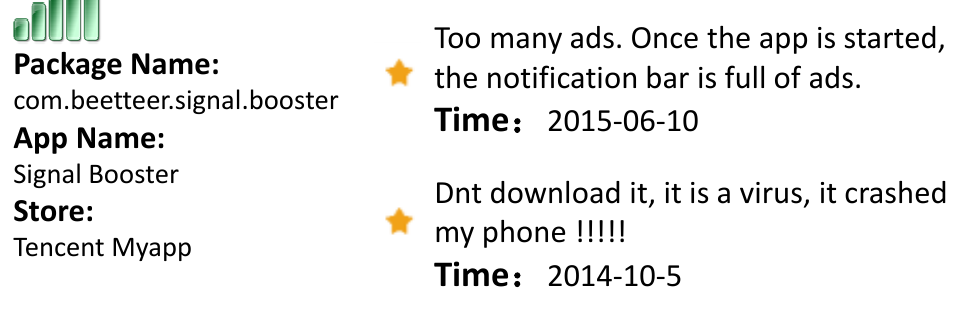 Package Name:
com.beetteer.signal.booster
App Name:
Signal Booster
Store:
Tencent Myapp
Too many ads. Once the app is started,
the notification bar is full of ads.
Time： 2015-06-10
Dnt download it, it is a virus, it crashed
my phone !!!!!
Time： 2014-10-5